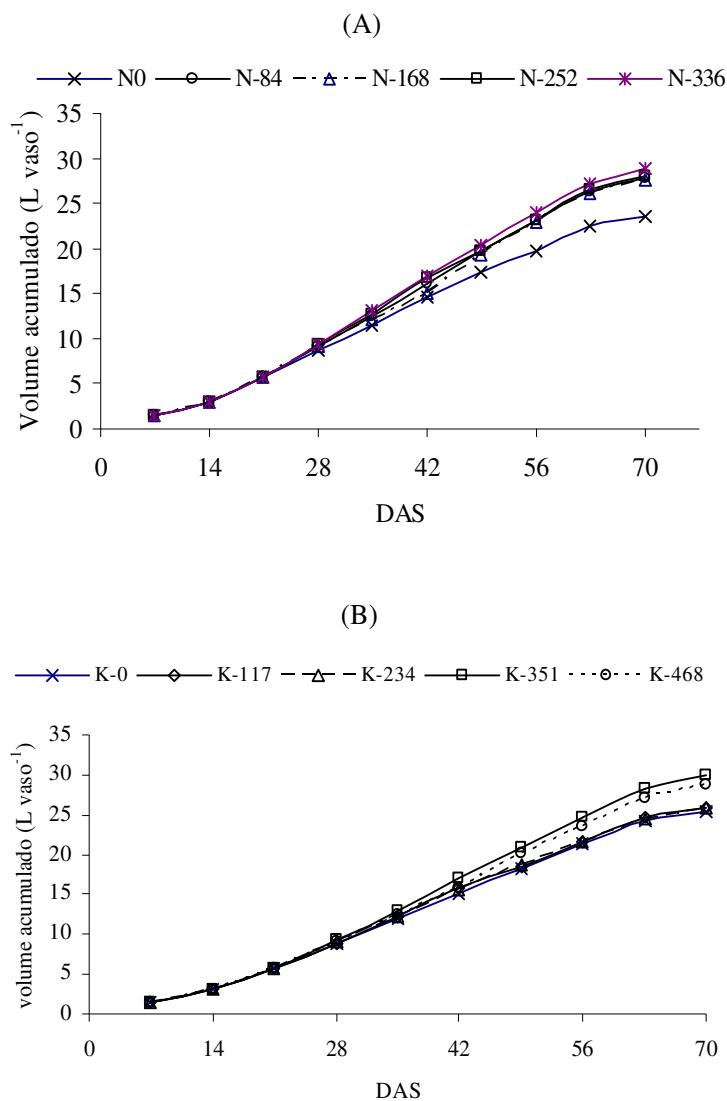 (A)
N0 N-84 N-168 N-252 N-336
Volume acumulado (L vaso⁻¹)
35
30
25
20
15
10
5
0
0 14 28 42 56 70
DAS
(B)
K-0 K-117 K-234 K-351 K-468
volume acumulado (L vaso⁻¹)
35
30
25
20
15
10
5
0
0 14 28 42 56 70
DAS